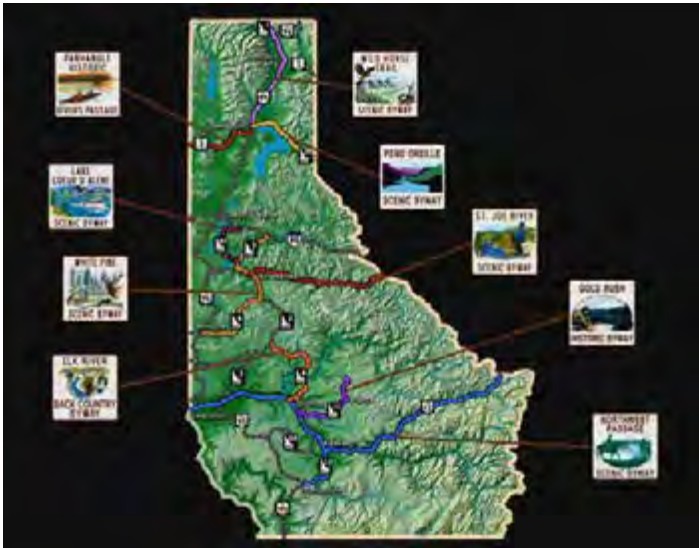 PANHANDLE
HISTORIC
RIVERS PASSAGE
WILD HORSE
TRAIL
SCENIC BYWAY
PEND OREILLE
SCENIC BYWAY
LAKE
COEUR D'ALENE
SCENIC BYWAY
ST. JOE RIVER
SCENIC BYWAY
WHITE PINE
SCENIC BYWAY
GOLD RUSH
HISTORIC BYWAY
ELK RIVER
BACK COUNTRY
BYWAY
NORTHWEST
PASSAGE
SCENIC BYWAY